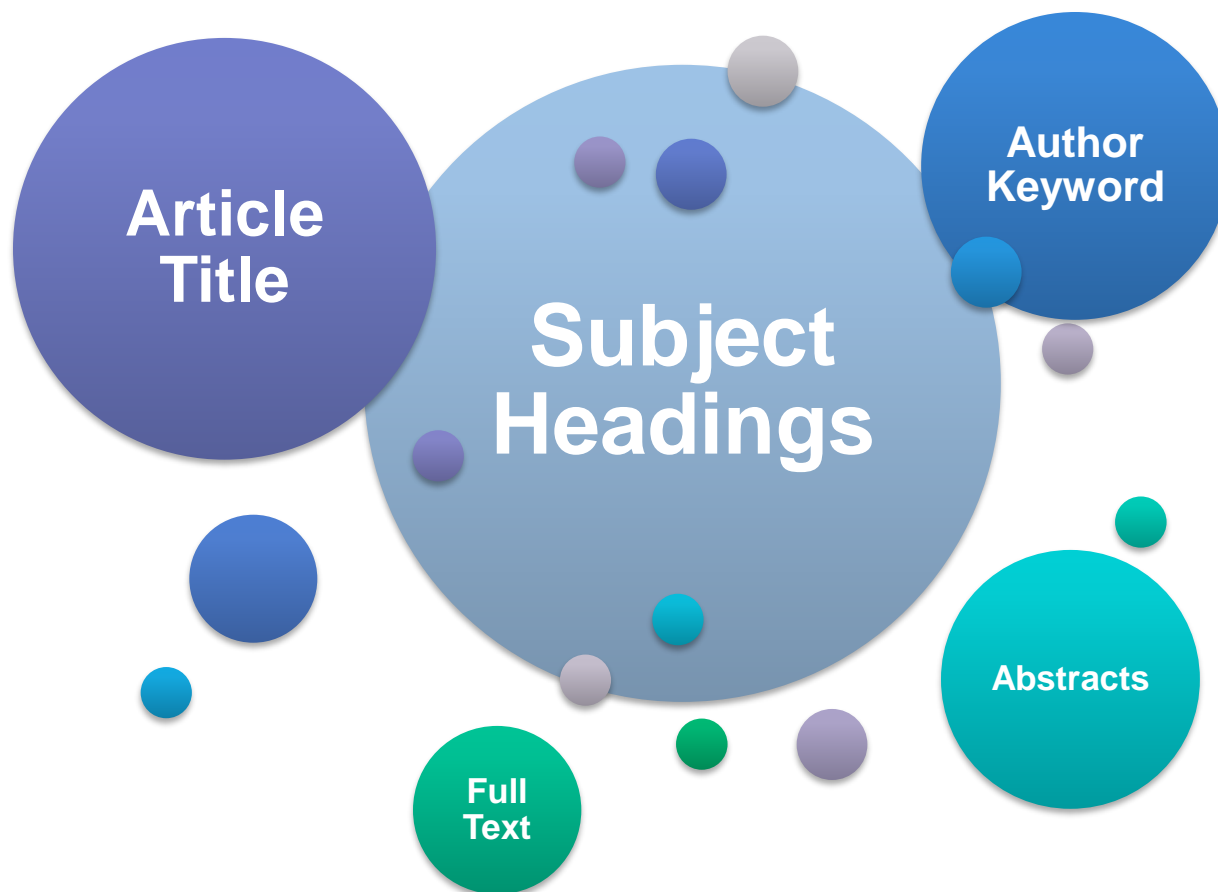 Article
Title
Subject
Headings
Author
Keyword
Abstracts
Full
Text